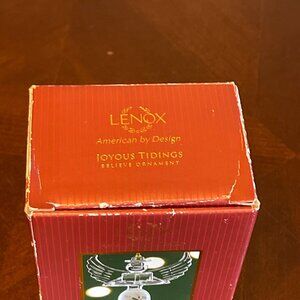 LENOX
American by Design
JOYOUS TIDINGS
BELIEVE ORNAMENT